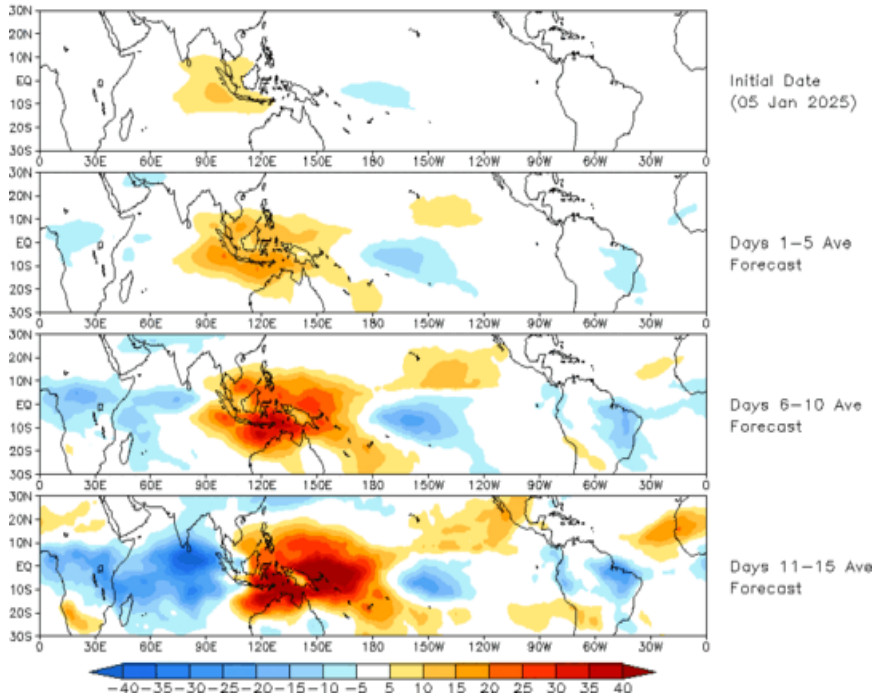 30N
20N
10N
EQ
10S
20S
30S
0 30E 60E 90E 120E 150E 180 150W 120W 90W 60W 30W 0
Initial Date
(05 Jan 2025)
30N
20N
10N
EQ
10S
20S
30S
0 30E 60E 90E 120E 150E 180 150W 120W 90W 60W 30W 0
Days 1-5 Ave
Forecast
30N
20N
10N
EQ
10S
20S
30S
0 30E 60E 90E 120E 150E 180 150W 120W 90W 60W 30W 0
Days 6-10 Ave
Forecast
30N
20N
10N
EQ
10S
20S
30S
0 30E 60E 90E 120E 150E 180 150W 120W 90W 60W 30W 0
Days 11-15 Ave
Forecast
-40 -35 -25 -20 -15 -10 -5 5 10 15 20 25 30 40